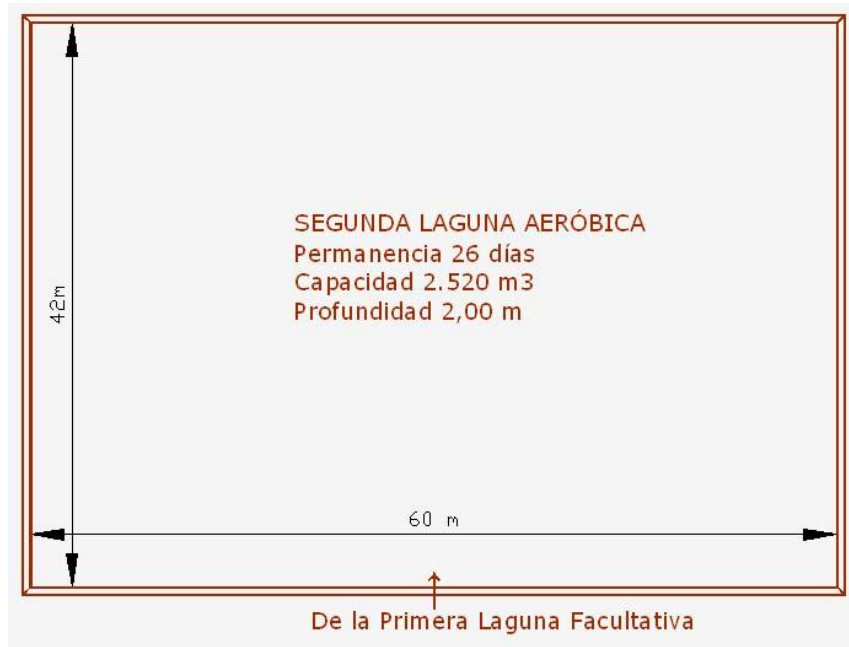 SEGUNDA LAGUNA AERÓBICA
Permanencia 26 días
Capacidad 2.520 m3
Profundidad 2,00 m
42m
60 m
De la Primera Laguna Facultativa